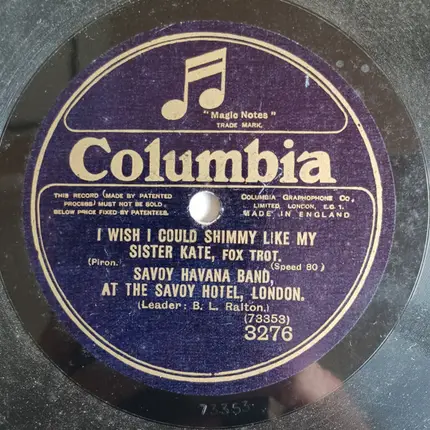 "Magic Notes"
TRADE MARK.
Columbia
THIS RECORD (MADE BY PATENTED
PROCESS) MUST NOT BE SOLD
BELOW PRICE FIXED BY PATENTEES.
COLUMBIA GRAPHOPHONE CO.,
LIMITED, LONDON, E.C. 1.
MADE IN ENGLAND
I WISH I COULD SHIMMY LIKE MY
SISTER KATE, FOX TROT.
(Piron.) (Speed 80)
SAVOY HAVANA BAND,
AT THE SAVOY HOTEL, LONDON.
(Leader: B. L. Ralton.)
(73353)
3276
73353